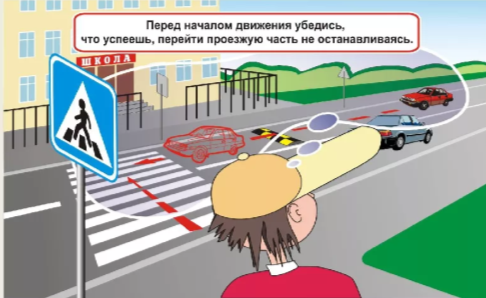 Перед началом движения убедись,
что успеешь, перейти проезжую часть не останавливаясь.
ШКОЛА